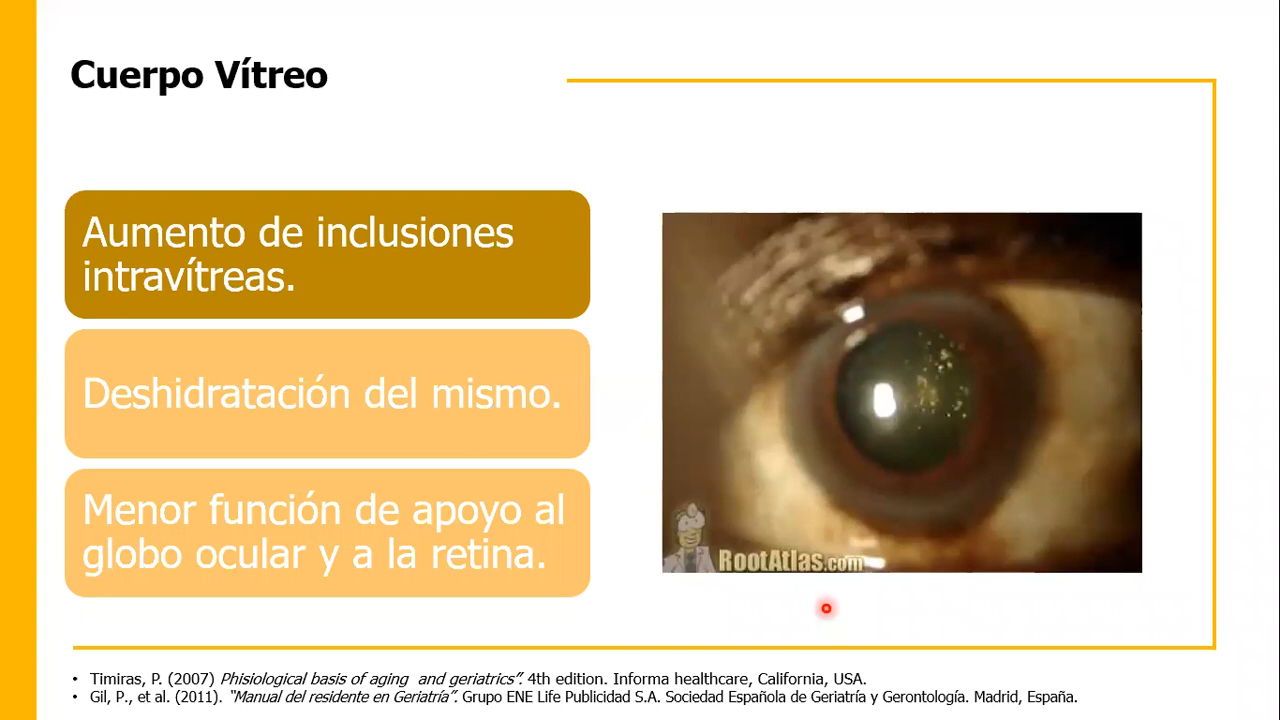 Cuerpo Vítreo
Aumento de inclusiones
intravítreas.
Deshidratación del mismo.
Menor función de apoyo al
globo ocular y a la retina.
RootAtlas.com
• Timiras, P. (2007) Phisiological basis of aging and geriatrics”. 4th edition. Informa healthcare, California, USA.
• Gil, P., et al. (2011). “Manual del residente en Geriatría”. Grupo ENE Life Publicidad S.A. Sociedad Española de Geriatría y Gerontología. Madrid, España.